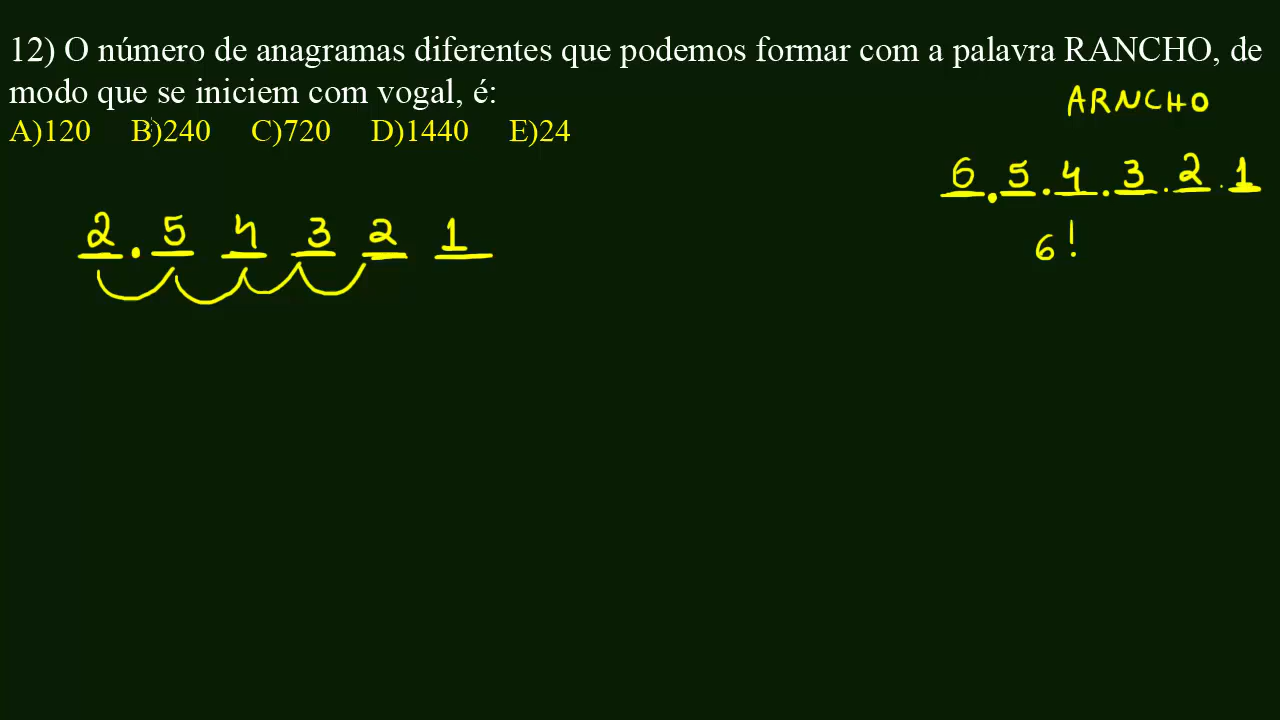 12) O número de anagramas diferentes que podemos formar com a palavra RANCHO, de
modo que se iniciem com vogal, é:
A)120 B)240 C)720 D)1440 E)24
ARNCHO
6.5.4.3.2.1
6!
2.5 4 3 2 1